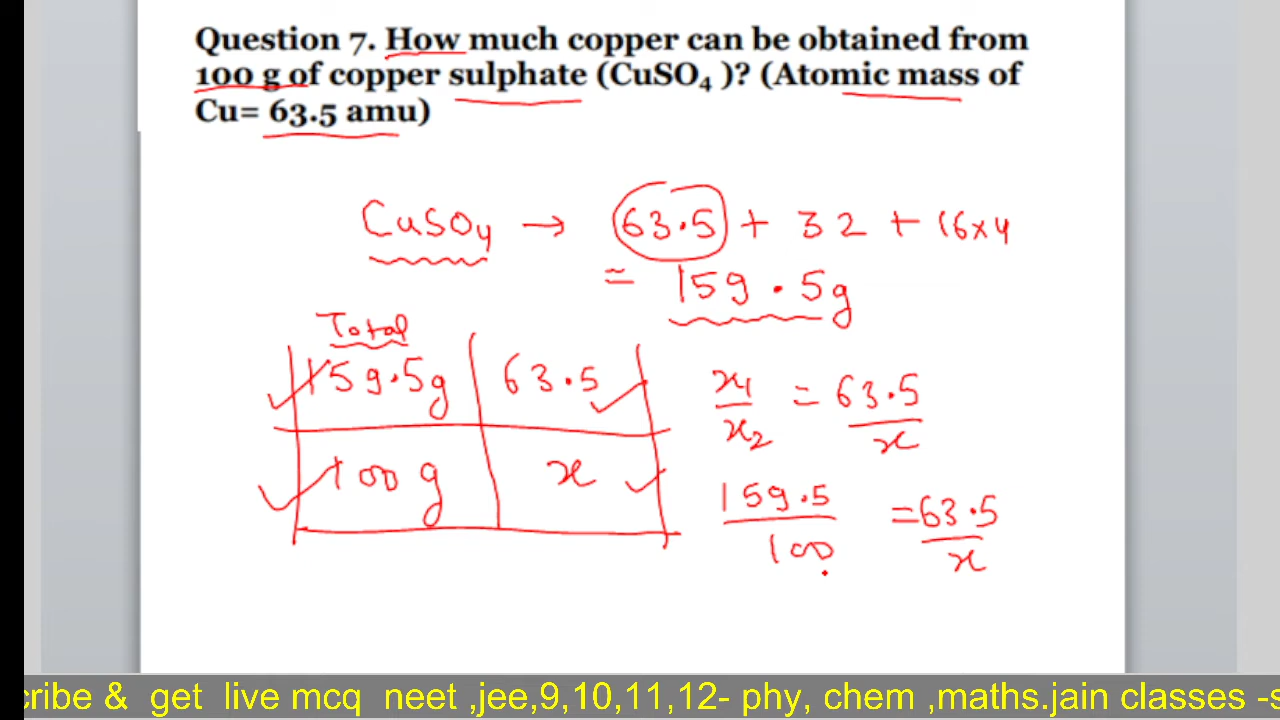 Question 7. How much copper can be obtained from
100 g of copper sulphate (CuSO₄ )? (Atomic mass of
Cu= 63.5 amu)
CuSO₄ → 63.5 + 32 + 16×4
= 159.5g
Total
159.5g 63.5
100 g x
x₁/x₂ = 63.5/x
159.5/100 = 63.5/x
cribe & get live mcq neet ,jee,9,10,11,12- phy, chem ,maths.jain classes -s